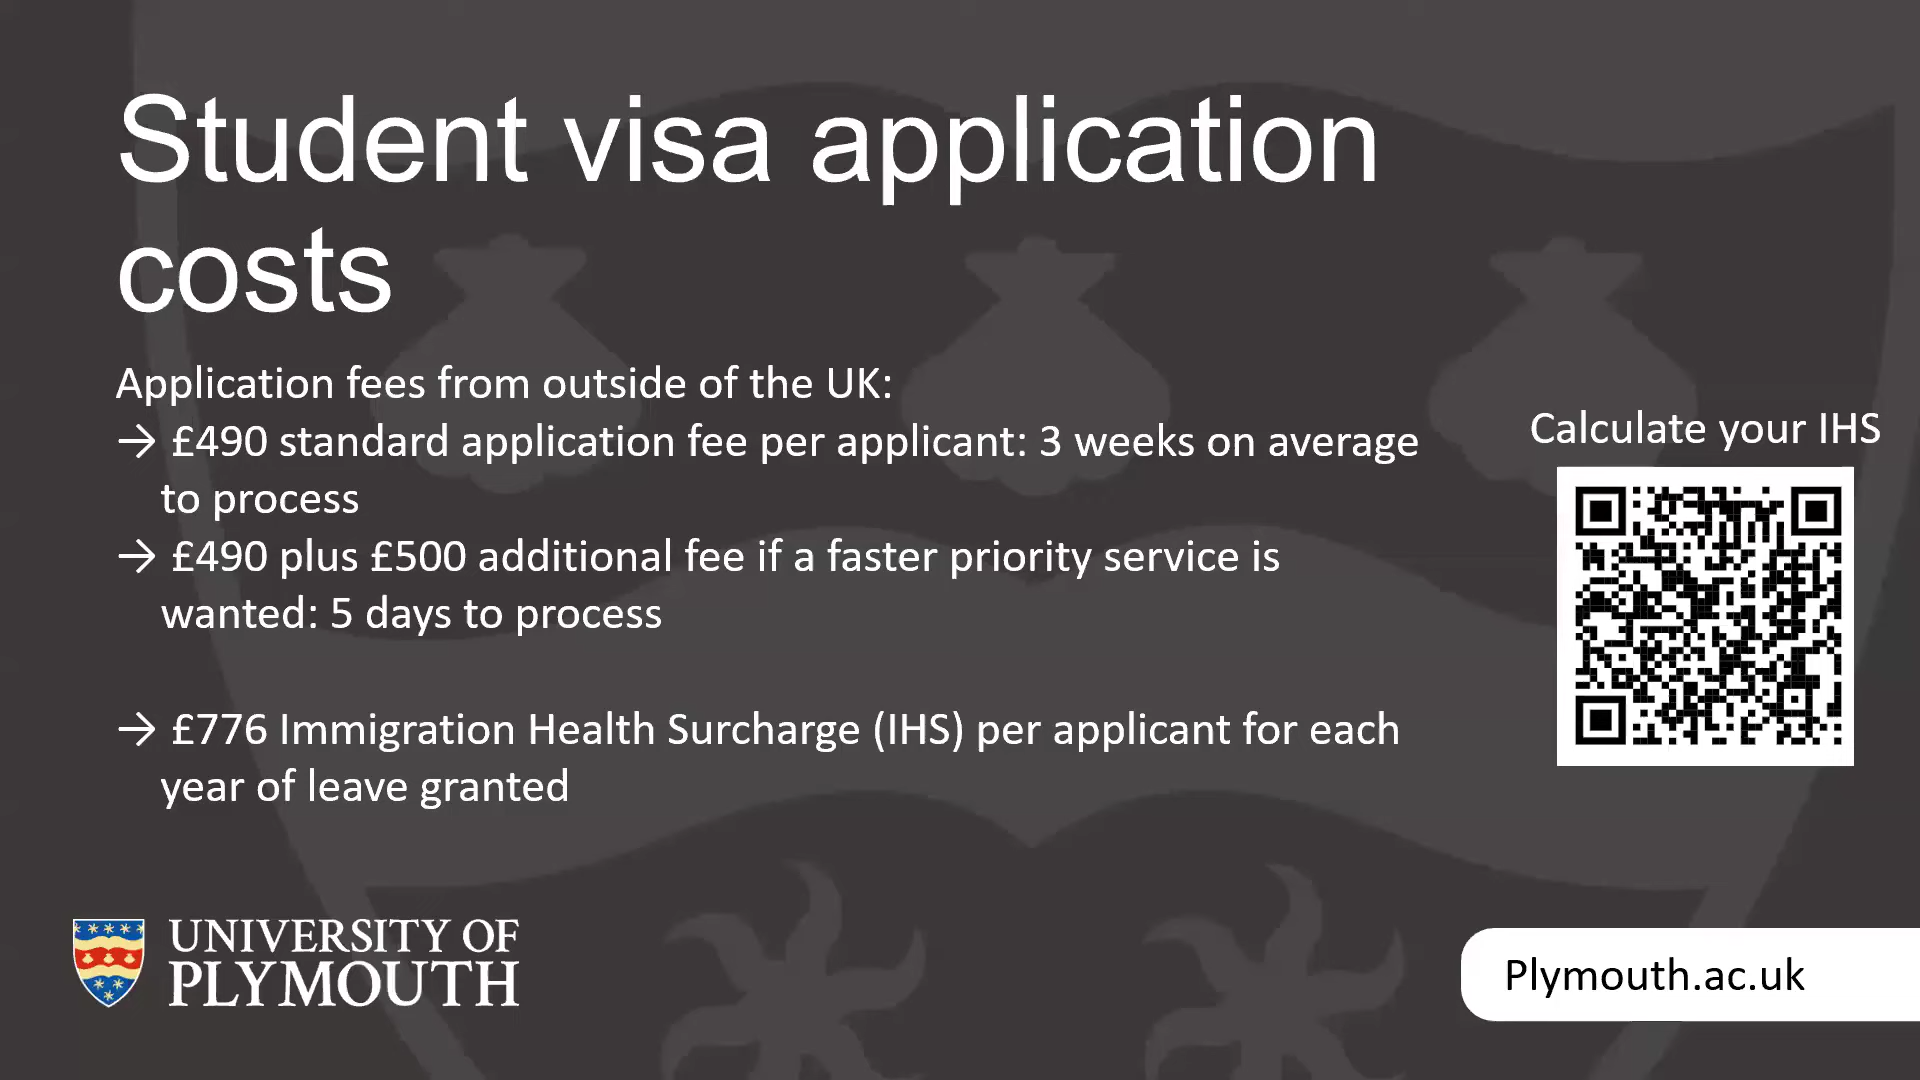 Student visa application
costs
Application fees from outside of the UK:
→ £490 standard application fee per applicant: 3 weeks on average
to process
→ £490 plus £500 additional fee if a faster priority service is
wanted: 5 days to process
→ £776 Immigration Health Surcharge (IHS) per applicant for each
year of leave granted
Calculate your IHS
UNIVERSITY OF
PLYMOUTH
Plymouth.ac.uk